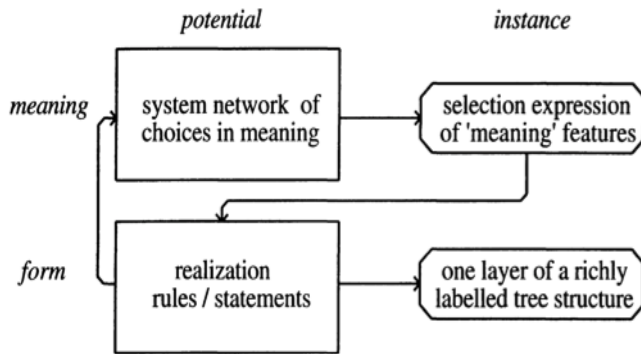 potential
instance
meaning
system network of
choices in meaning
selection expression
of 'meaning' features
form
realization
rules / statements
one layer of a richly
labelled tree structure